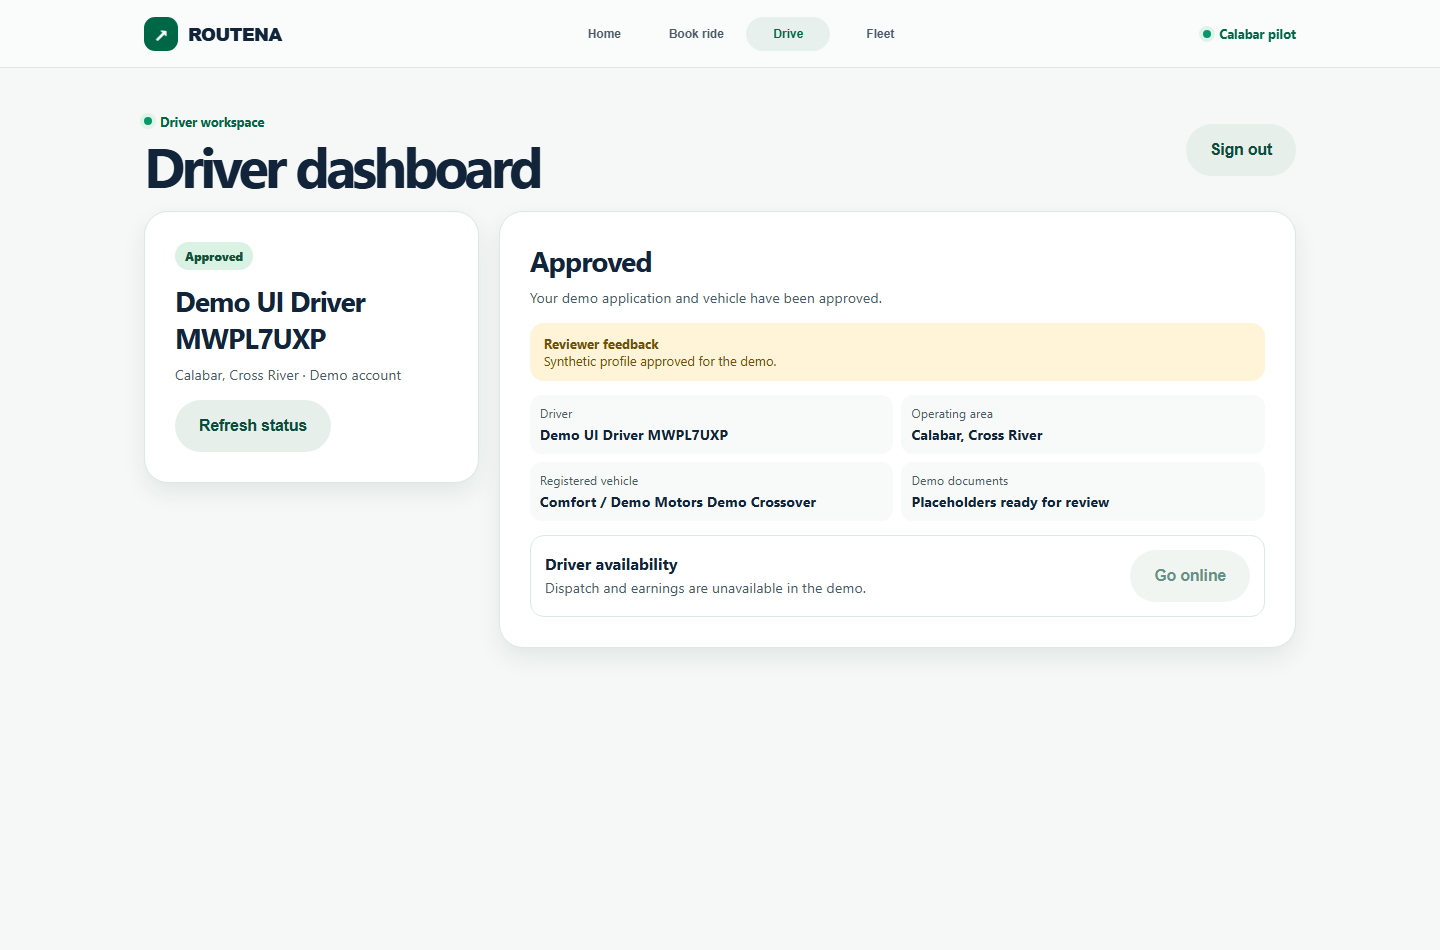 ROUTENA
Home
Book ride
Drive
Fleet
Calabar pilot
Driver workspace
Driver dashboard
Sign out
Approved
Demo UI Driver
MWPL7UXP
Calabar, Cross River · Demo account
Refresh status
Approved
Your demo application and vehicle have been approved.
Reviewer feedback
Synthetic profile approved for the demo.
Driver
Demo UI Driver MWPL7UXP
Operating area
Calabar, Cross River
Registered vehicle
Comfort / Demo Motors Demo Crossover
Demo documents
Placeholders ready for review
Driver availability
Dispatch and earnings are unavailable in the demo.
Go online